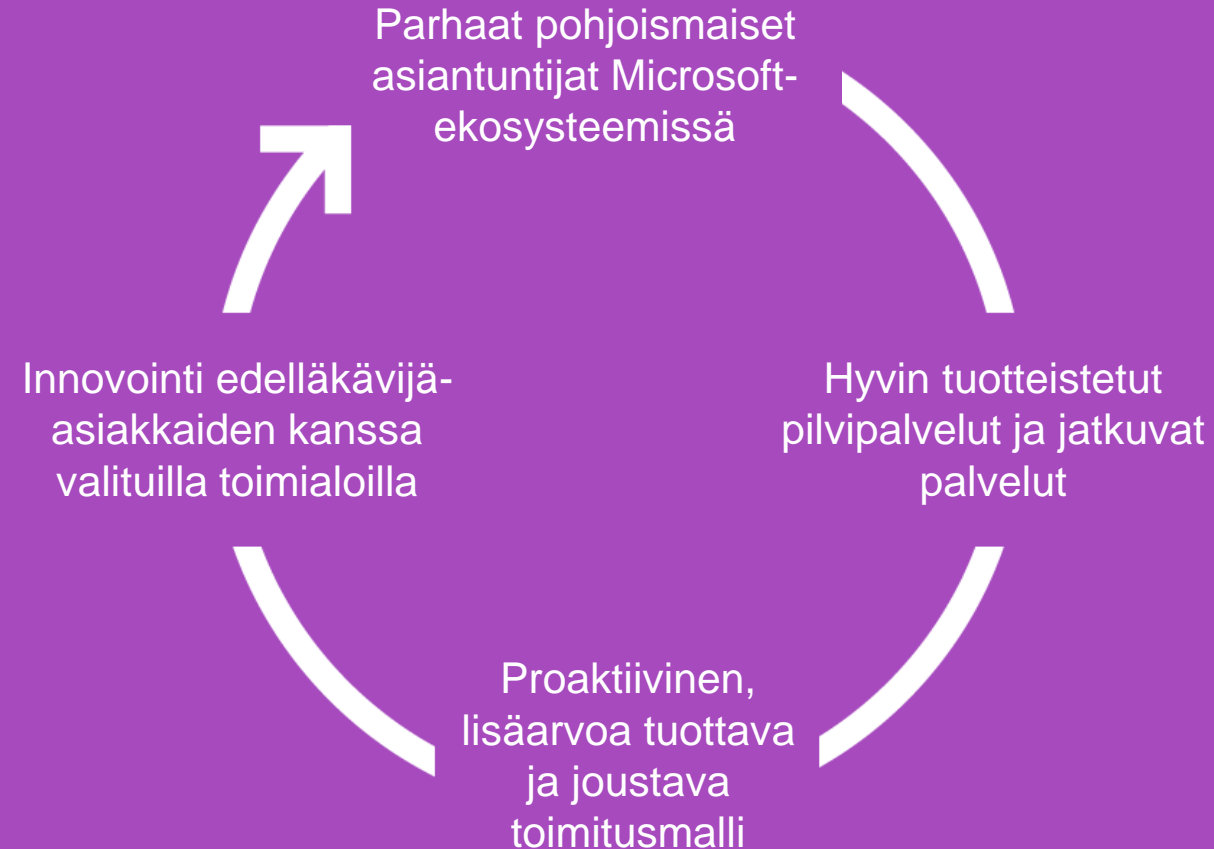 Parhaat pohjoismaiset
asiantuntijat Microsoft-
ekosysteemissä
Hyvin tuotteistetut
pilvipalvelut ja jatkuvat
palvelut
Proaktiivinen,
lisäarvoa tuottava
ja joustava
toimitusmalli
Innovointi edelläkävijä-
asiakkaiden kanssa
valituilla toimialoilla